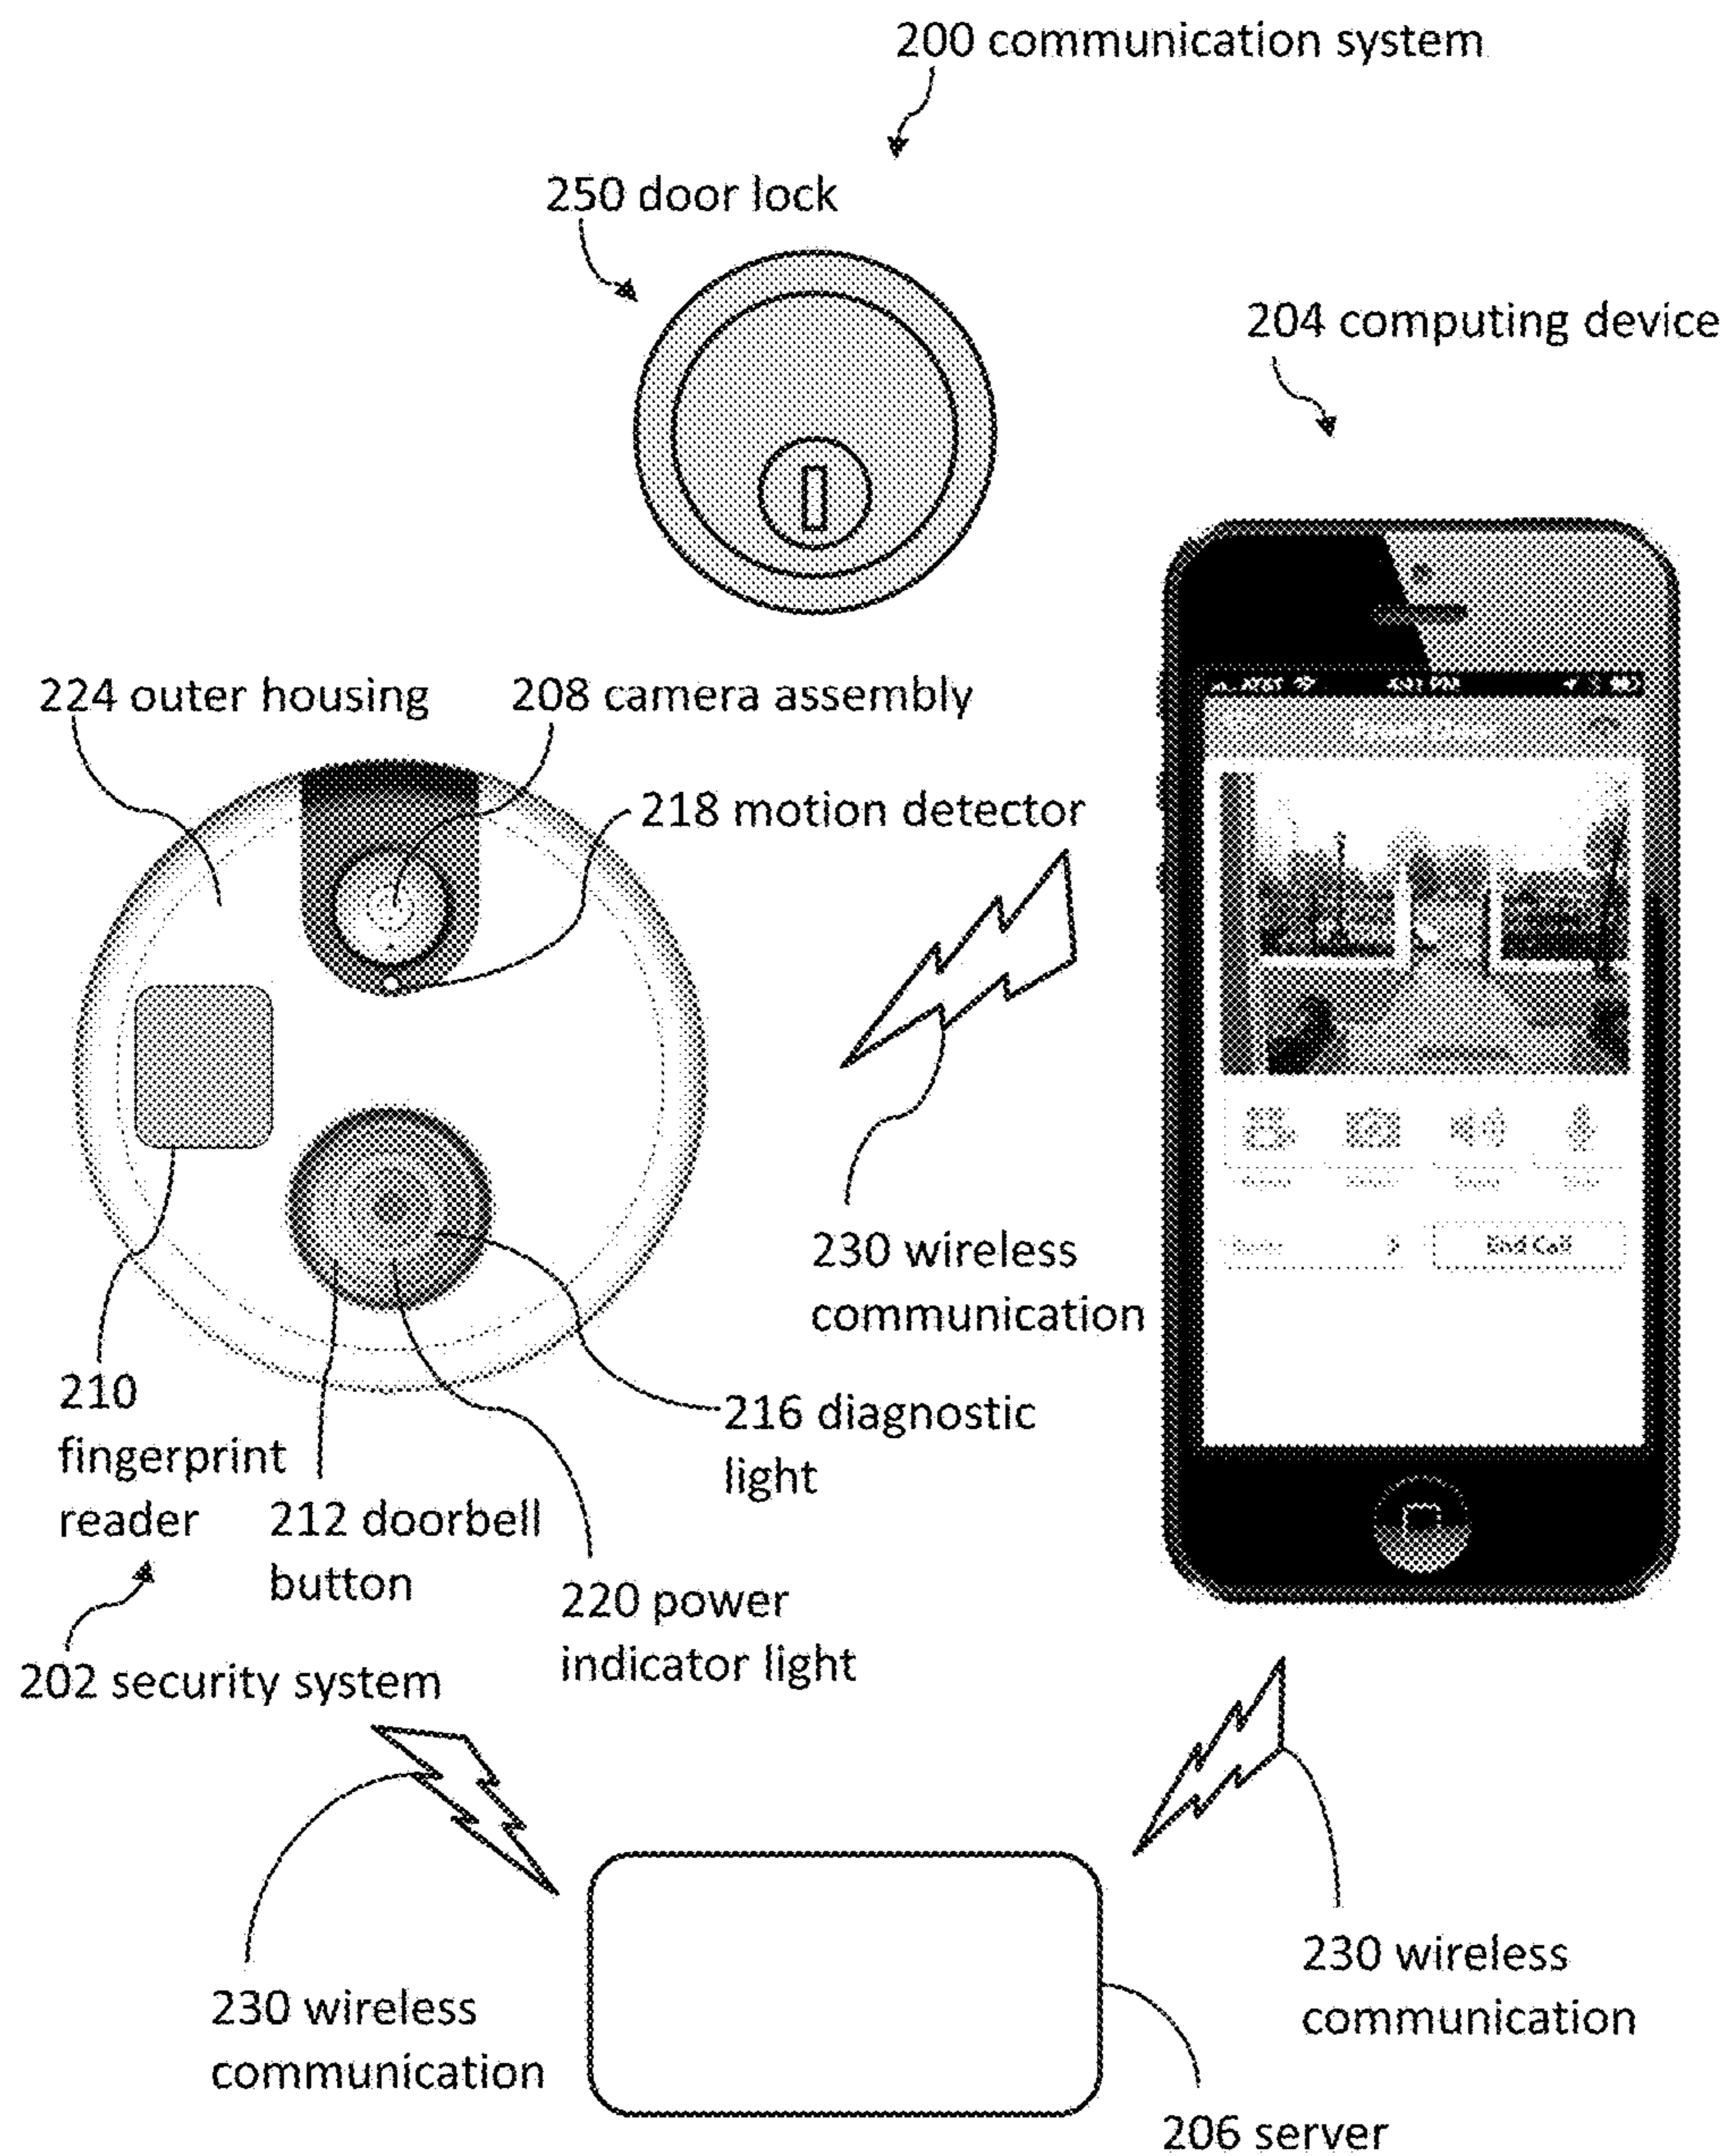 200 communication system
250 door lock
204 computing device
224 outer housing
208 camera assembly
218 motion detector
230 wireless
communication
210
fingerprint
reader
212 doorbell
button
216 diagnostic
light
220 power
indicator light
202 security system
End Call
230 wireless
communication
230 wireless
communication
206 server